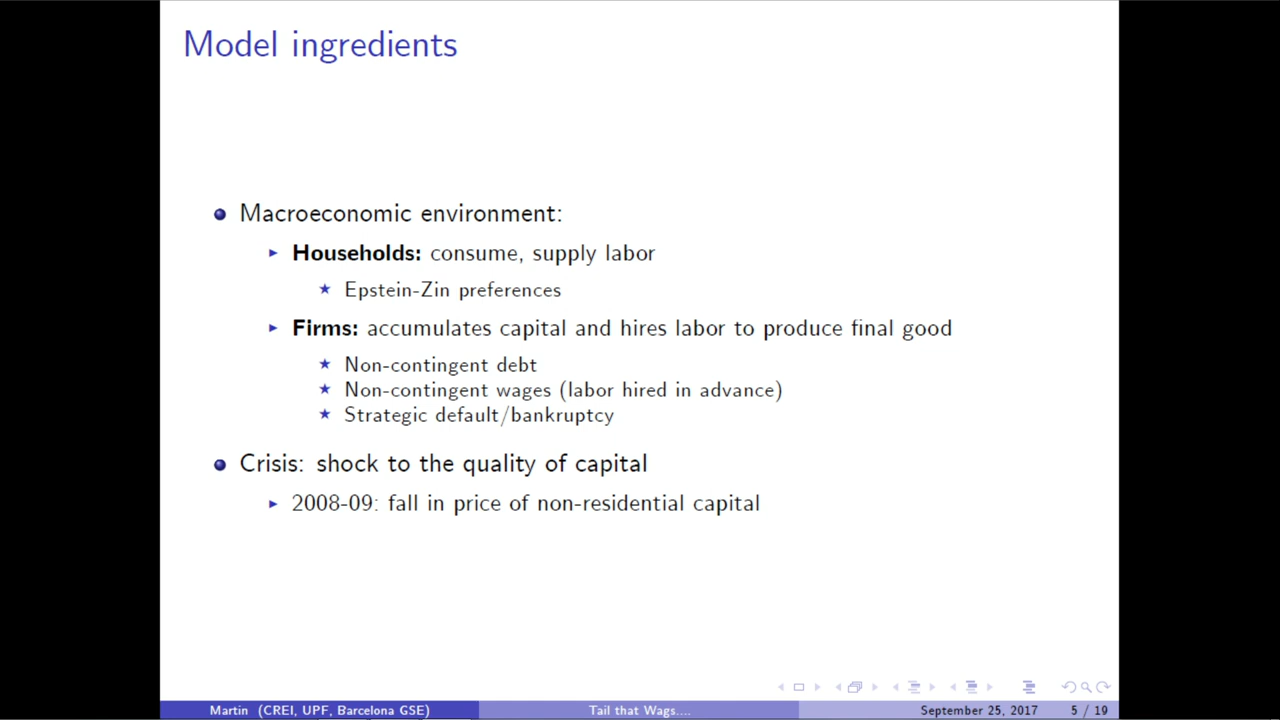 Model ingredients
Macroeconomic environment:
Households: consume, supply labor
Epstein-Zin preferences
Firms: accumulates capital and hires labor to produce final good
Non-contingent debt
Non-contingent wages (labor hired in advance)
Strategic default/bankruptcy
Crisis: shock to the quality of capital
2008-09: fall in price of non-residential capital
Martin (CREI, UPF, Barcelona GSE) Tail that Wags.... September 25, 2017 5 / 19